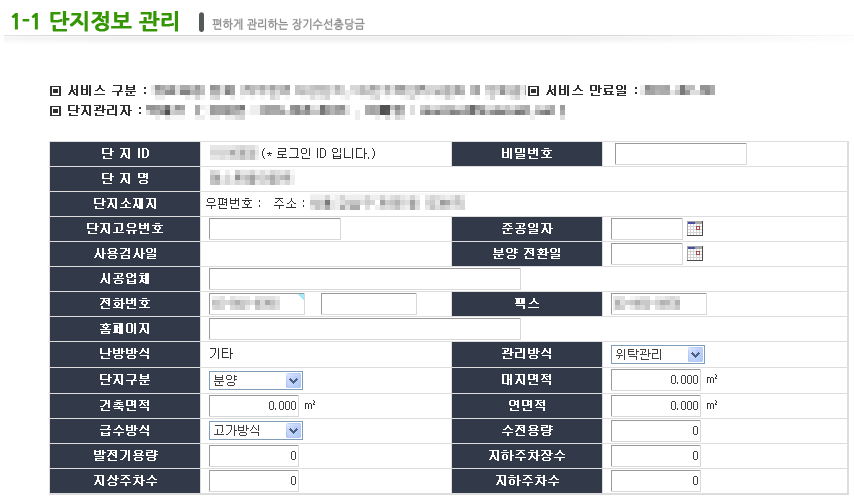 1-1 단지정보 관리 편하게 관리하는 장기수선충당금
서비스 구분 : 서비스 만료일 :
단지관리자 :
단 지 ID (* 로그인 ID 입니다.) 비밀번호
단 지 명
단지소재지 우편번호 : 주소 :
단지고유번호 준공일자
사용검사일 분양 전환일
시공업체
전화번호 팩스
홈페이지
난방방식 기타 관리방식 위탁관리
단지구분 분양 대지면적 0.000 m²
건축면적 0.000 m² 연면적 0.000 m²
급수방식 고가방식 수전용량 0
발전기용량 0 지하주차장수 0
지상주차수 0 지하주차수 0